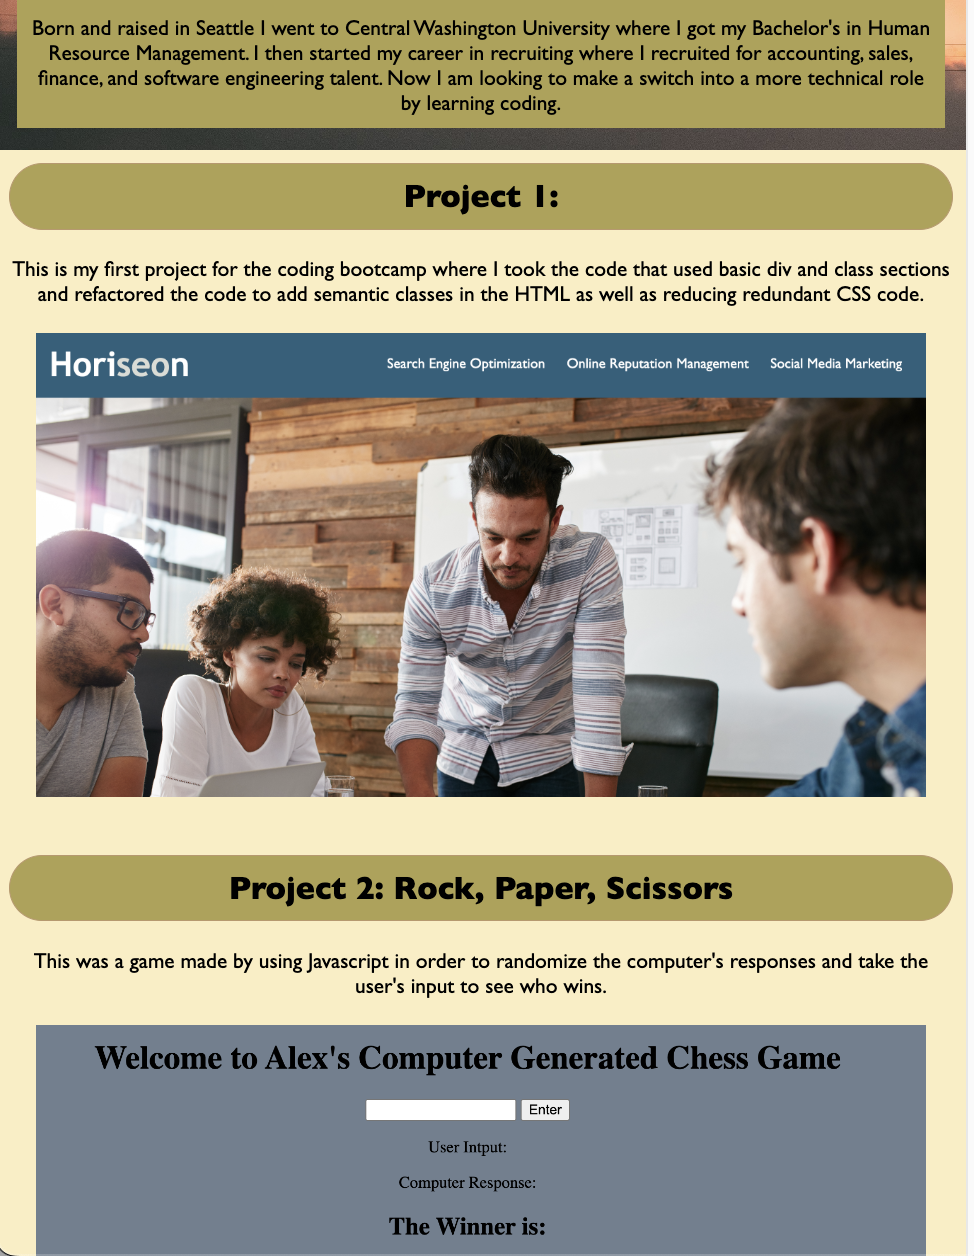 Born and raised in Seattle I went to Central Washington University where I got my Bachelor's in Human
Resource Management. I then started my career in recruiting where I recruited for accounting, sales,
finance, and software engineering talent. Now I am looking to make a switch into a more technical role
by learning coding.
Project 1:
This is my first project for the coding bootcamp where I took the code that used basic div and class sections
and refactored the code to add semantic classes in the HTML as well as reducing redundant CSS code.
Horiseon
Search Engine Optimization Online Reputation Management Social Media Marketing
Project 2: Rock, Paper, Scissors
This was a game made by using Javascript in order to randomize the computer's responses and take the
user's input to see who wins.
Welcome to Alex's Computer Generated Chess Game
Enter
User Intput:
Computer Response:
The Winner is: